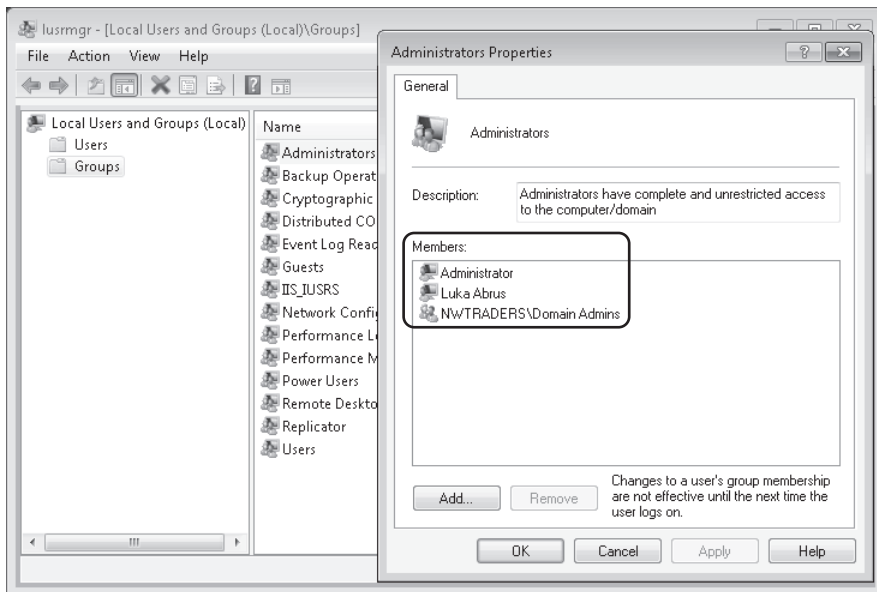 lusrmgr - [Local Users and Groups (Local)\Groups]
File Action View Help
Local Users and Groups (Local)
Users
Groups
Name
Administrators
Backup Operat
Cryptographic
Distributed CO
Event Log Reac
Guests
IIS_IUSRS
Network Config
Performance L
Performance M
Power Users
Remote Deskto
Replicator
Users
Administrators Properties
General
Administrators
Description:
Administrators have complete and unrestricted access
to the computer/domain
Members:
Administrator
Luka Abrus
NWTRADERS\Domain Admins
Add...
Remove
Changes to a user's group membership
are not effective until the next time the
user logs on.
OK
Cancel
Apply
Help